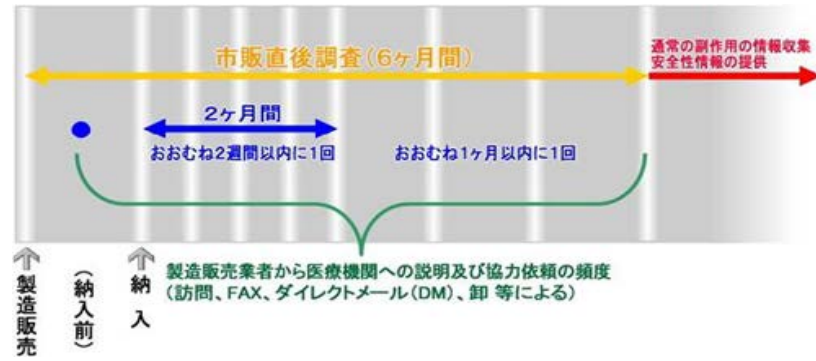 市販直後調査(6ヶ月間)
通常の副作用の情報収集
安全性情報の提供
2ヶ月間
おおむね2週間以内に1回
おおむね1ヶ月以内に1回
製造販売業者から医療機関への説明及び協力依頼の頻度
(訪問、FAX、ダイレクトメール(DM)、卸 等による)
製造販売
(納入前)
納入